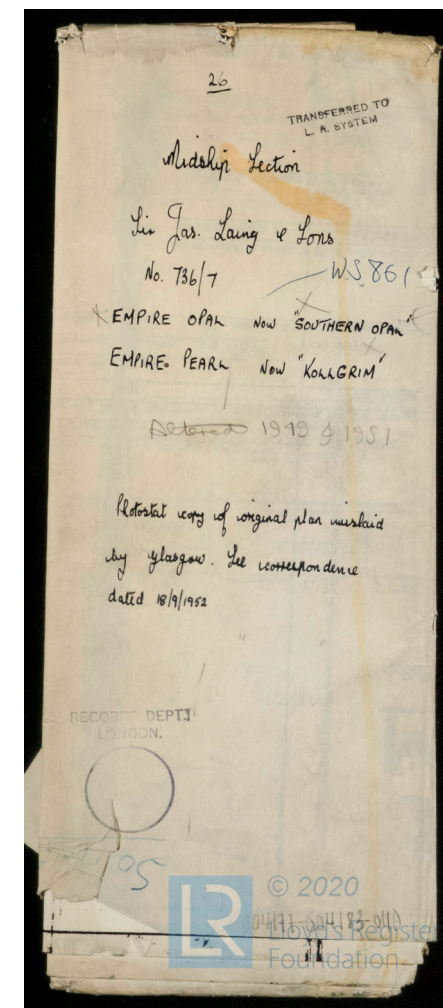 26
TRANSFERRED TO
L. R. SYSTEM
Midship Section
Sir Jas. Laing & Sons
No. 736/7
WS861
EMPIRE OPAL NOW "SOUTHERN OPAL"
EMPIRE PEARL NOW "KOLLGRIM"
Altered 1949 & 1951
Photostat copy of original plan mislaid
by Glasgow. See correspondence
dated 18/9/1952
RECORDS DEPT.
LONDON.
LR
© 2020
Lloyd's Register
Foundation